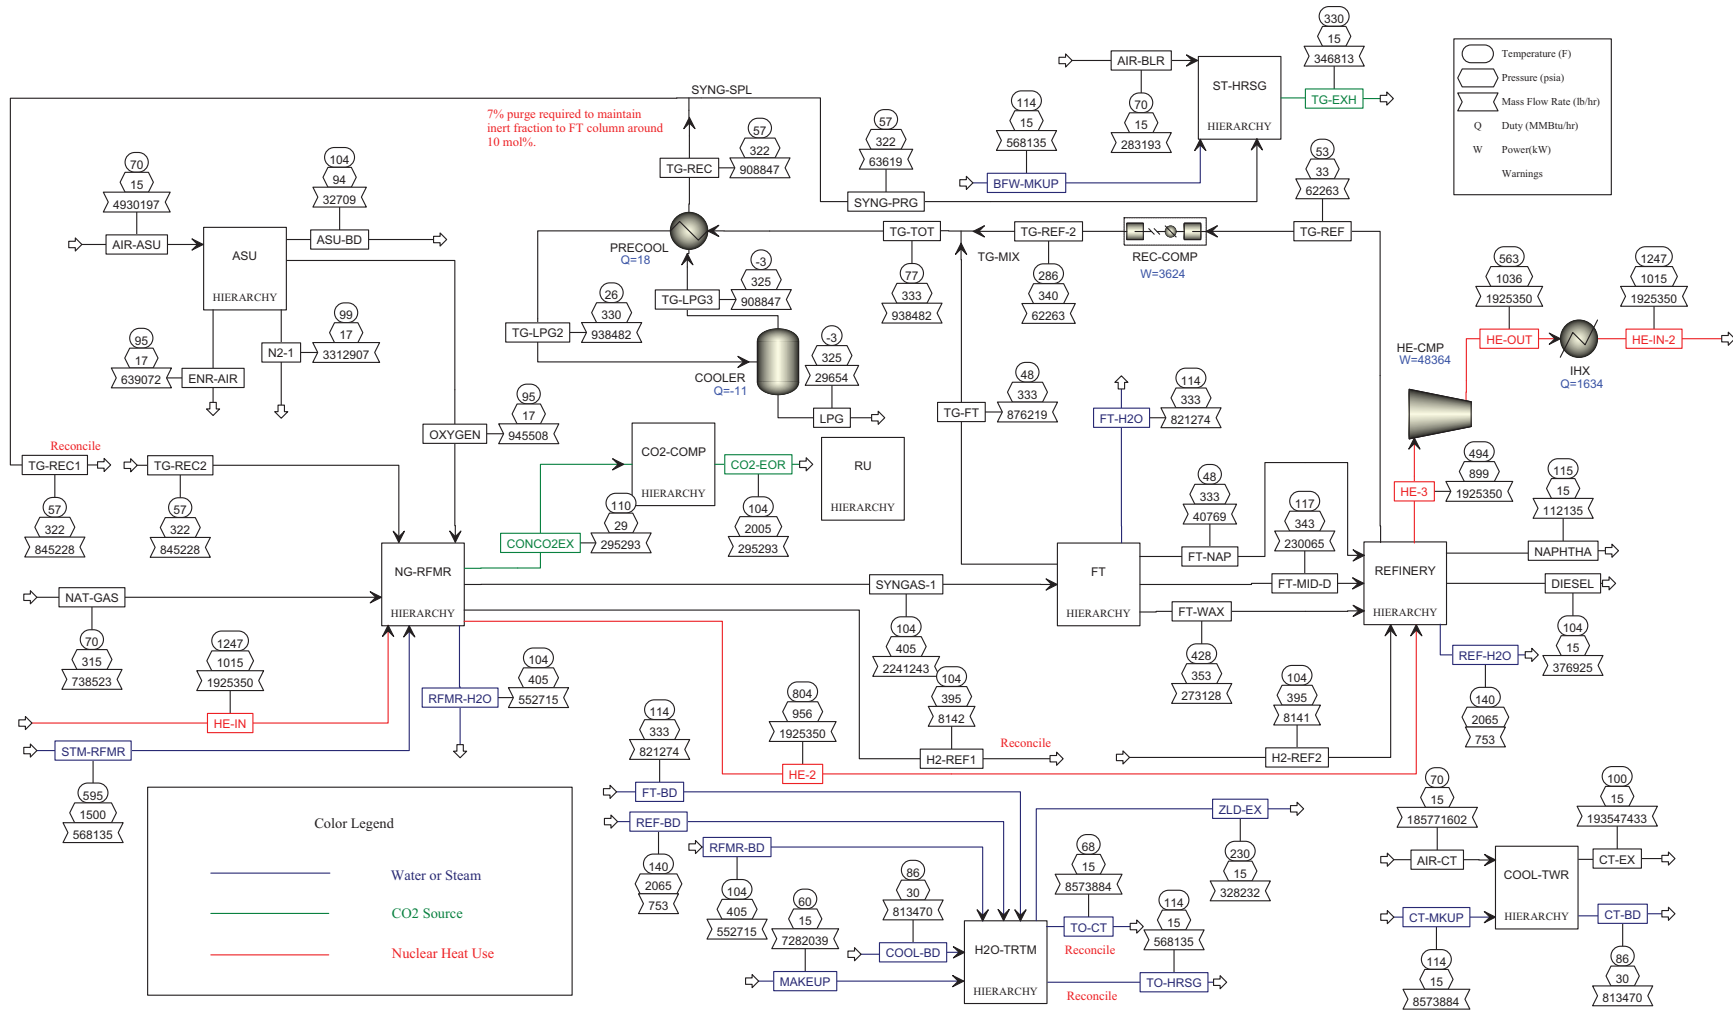 330
15
346813
TG-EXH
AIR-BLR
70
15
283193
ST-HRSG
HIERARCHY
Temperature (F)
Pressure (psia)
Mass Flow Rate (lb/hr)
Q Duty (MMBtu/hr)
W Power(kW)
Warnings
SYNG-SPL
7% purge required to maintain
inert fraction to FT column around
10 mol%.
57
322
908847
TG-REC
57
322
63619
SYNG-PRG
114
15
568135
BFW-MKUP
53
33
62263
TG-REF
70
15
4930197
AIR-ASU
104
94
32709
ASU-BD
ASU
HIERARCHY
95
17
639072
ENR-AIR
99
17
3312907
N2-1
PRECOOL
Q=18
TG-TOT
77
333
938482
TG-MIX
TG-REF-2
286
340
62263
REC-COMP
W=3624
26
330
938482
TG-LPG2
-3
325
908847
TG-LPG3
COOLER
Q=-11
-3
325
29654
LPG
563
1036
1925350
HE-OUT
1247
1015
1925350
HE-IN-2
HE-CMP
W=48364
IHX
Q=1634
95
17
945508
OXYGEN
48
333
876219
TG-FT
114
333
821274
FT-H2O
Reconcile
TG-REC1
57
322
845228
TG-REC2
57
322
845228
CO2-COMP
HIERARCHY
CO2-EOR
104
2005
295293
RU
HIERARCHY
110
29
295293
CONCO2EX
494
899
1925350
HE-3
115
15
112135
NAPHTHA
48
333
40769
FT-NAP
117
343
230065
FT-MID-D
NG-RFMR
HIERARCHY
SYNGAS-1
104
405
2241243
FT
HIERARCHY
FT-WAX
428
353
273128
REFINERY
HIERARCHY
DIESEL
104
15
376925
NAT-GAS
70
315
738523
1247
1015
1925350
HE-IN
STM-RFMR
595
1500
568135
104
405
552715
RFMR-H2O
REF-H2O
140
2065
753
104
395
8142
H2-REF1
Reconcile
104
395
8141
H2-REF2
804
956
1925350
HE-2
114
333
821274
FT-BD
REF-BD
140
2065
753
RFMR-BD
104
405
552715
60
15
7282039
MAKEUP
86
30
813470
COOL-BD
H2O-TRTM
HIERARCHY
68
15
8573884
TO-CT
Reconcile
114
15
568135
TO-HRSG
Reconcile
ZLD-EX
230
15
328232
70
15
185771602
AIR-CT
100
15
193547433
CT-EX
COOL-TWR
HIERARCHY
CT-MKUP
114
15
8573884
CT-BD
86
30
813470
Color Legend
Water or Steam
CO2 Source
Nuclear Heat Use